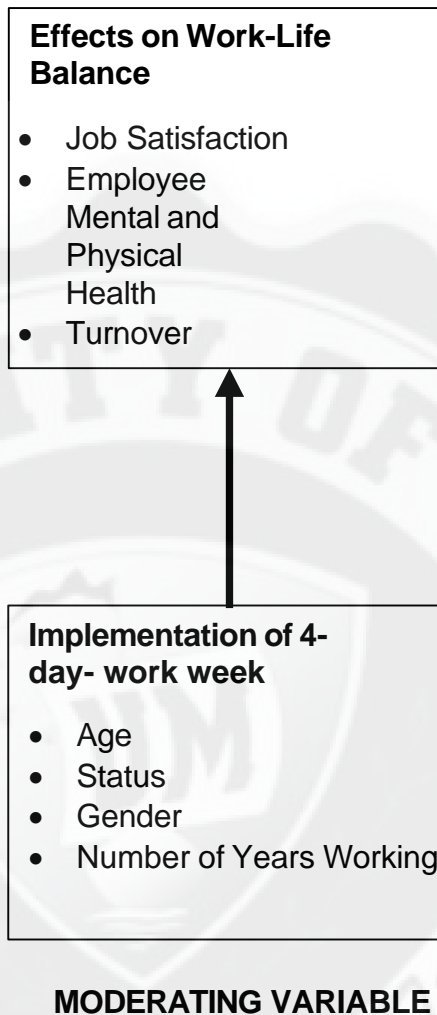 Effects on Work-Life
Balance
• Job Satisfaction
• Employee
Mental and
Physical
Health
• Turnover
Implementation of 4-
day- work week
• Age
• Status
• Gender
• Number of Years Working
MODERATING VARIABLE